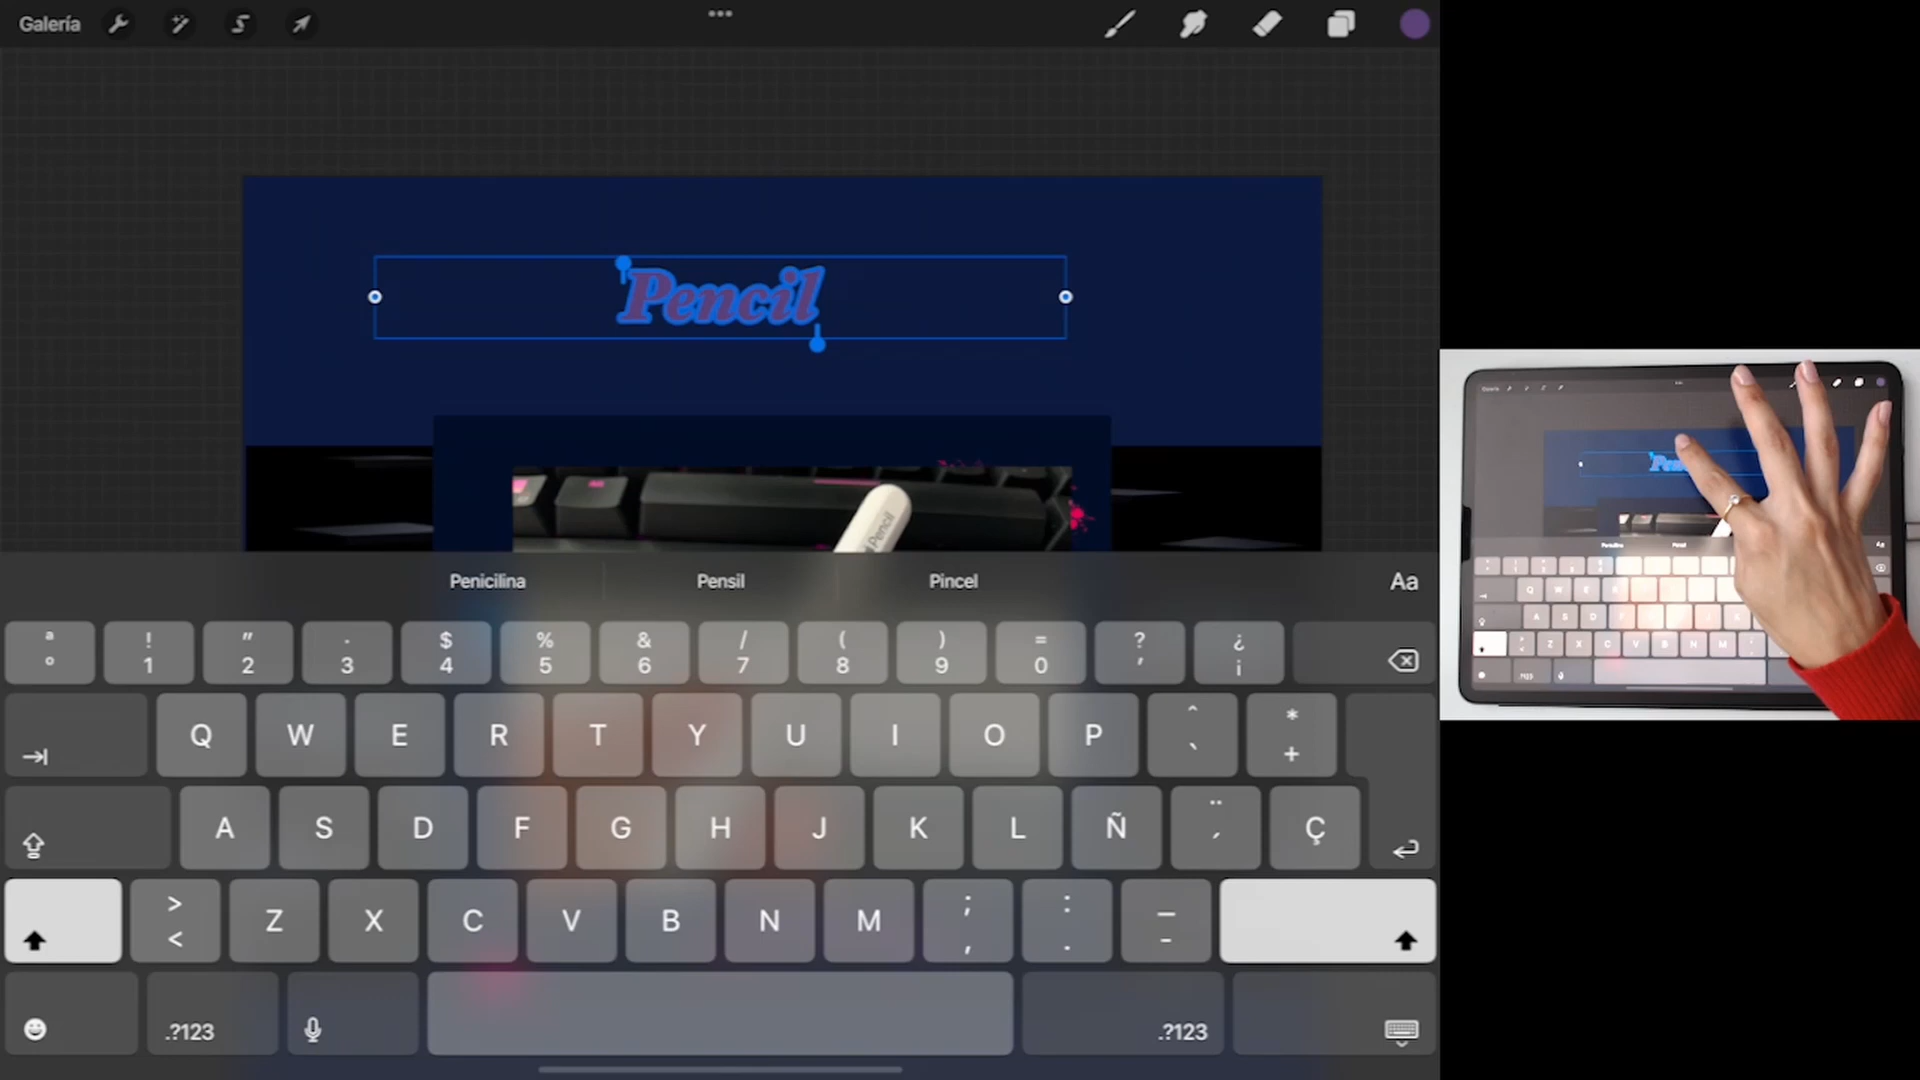 Galería
Pencil
Pencil
Penicilina Pensil Pincel Aa
ª ! " · $ % & / ( ) = ? ¿
º 1 2 3 4 5 6 7 8 9 0 ' ¡
Q W E R T Y U I O P ^ ` * +
A S D F G H J K L Ñ ¨ ´ Ç
> < Z X C V B N M ; , : . _ -
.?123 .?123